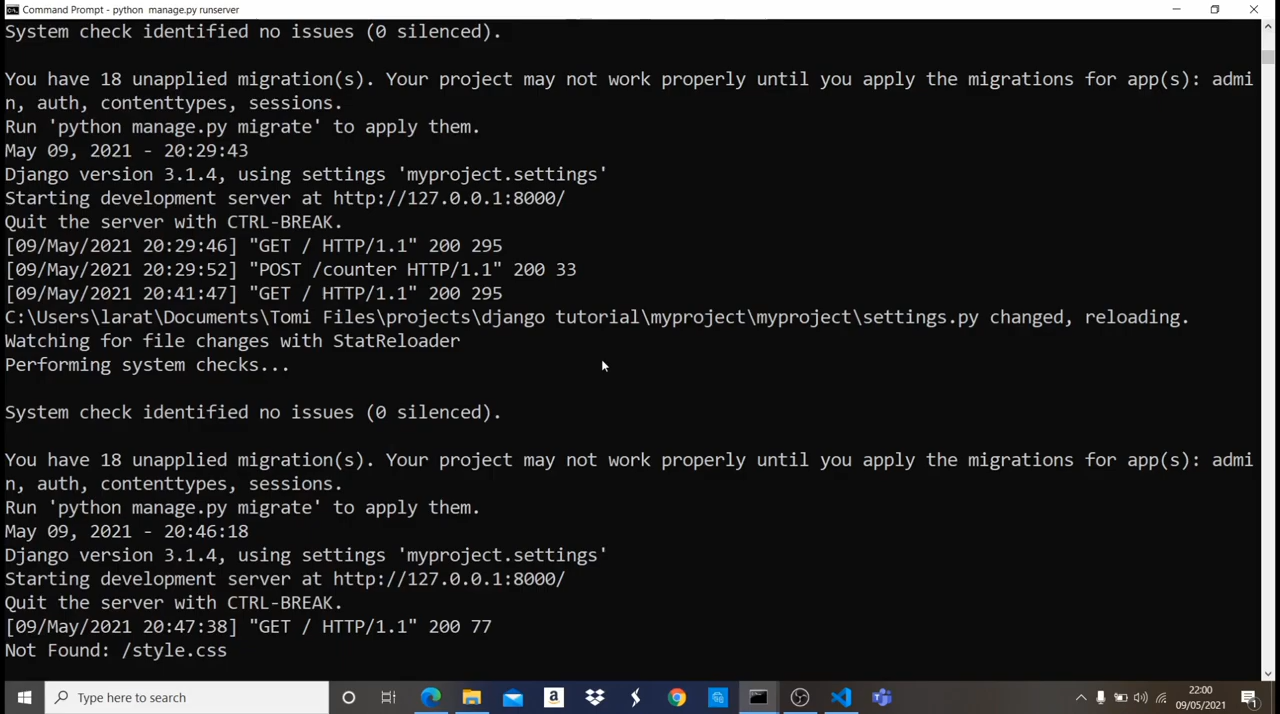 Command Prompt - python  manage.py runserver
System check identified no issues (0 silenced).
You have 18 unapplied migration(s). Your project may not work properly until you apply the migrations for app(s): admi
n, auth, contenttypes, sessions.
Run 'python manage.py migrate' to apply them.
May 09, 2021 - 20:29:43
Django version 3.1.4, using settings 'myproject.settings'
Starting development server at http://127.0.0.1:8000/
Quit the server with CTRL-BREAK.
[09/May/2021 20:29:46] "GET / HTTP/1.1" 200 295
[09/May/2021 20:29:52] "POST /counter HTTP/1.1" 200 33
[09/May/2021 20:41:47] "GET / HTTP/1.1" 200 295
C:\Users\larat\Documents\Tomi Files\projects\django tutorial\myproject\myproject\settings.py changed, reloading.
Watching for file changes with StatReloader
Performing system checks...
System check identified no issues (0 silenced).
You have 18 unapplied migration(s). Your project may not work properly until you apply the migrations for app(s): admi
n, auth, contenttypes, sessions.
Run 'python manage.py migrate' to apply them.
May 09, 2021 - 20:46:18
Django version 3.1.4, using settings 'myproject.settings'
Starting development server at http://127.0.0.1:8000/
Quit the server with CTRL-BREAK.
[09/May/2021 20:47:38] "GET / HTTP/1.1" 200 77
Not Found: /style.css
Type here to search
22:00
09/05/2021
1